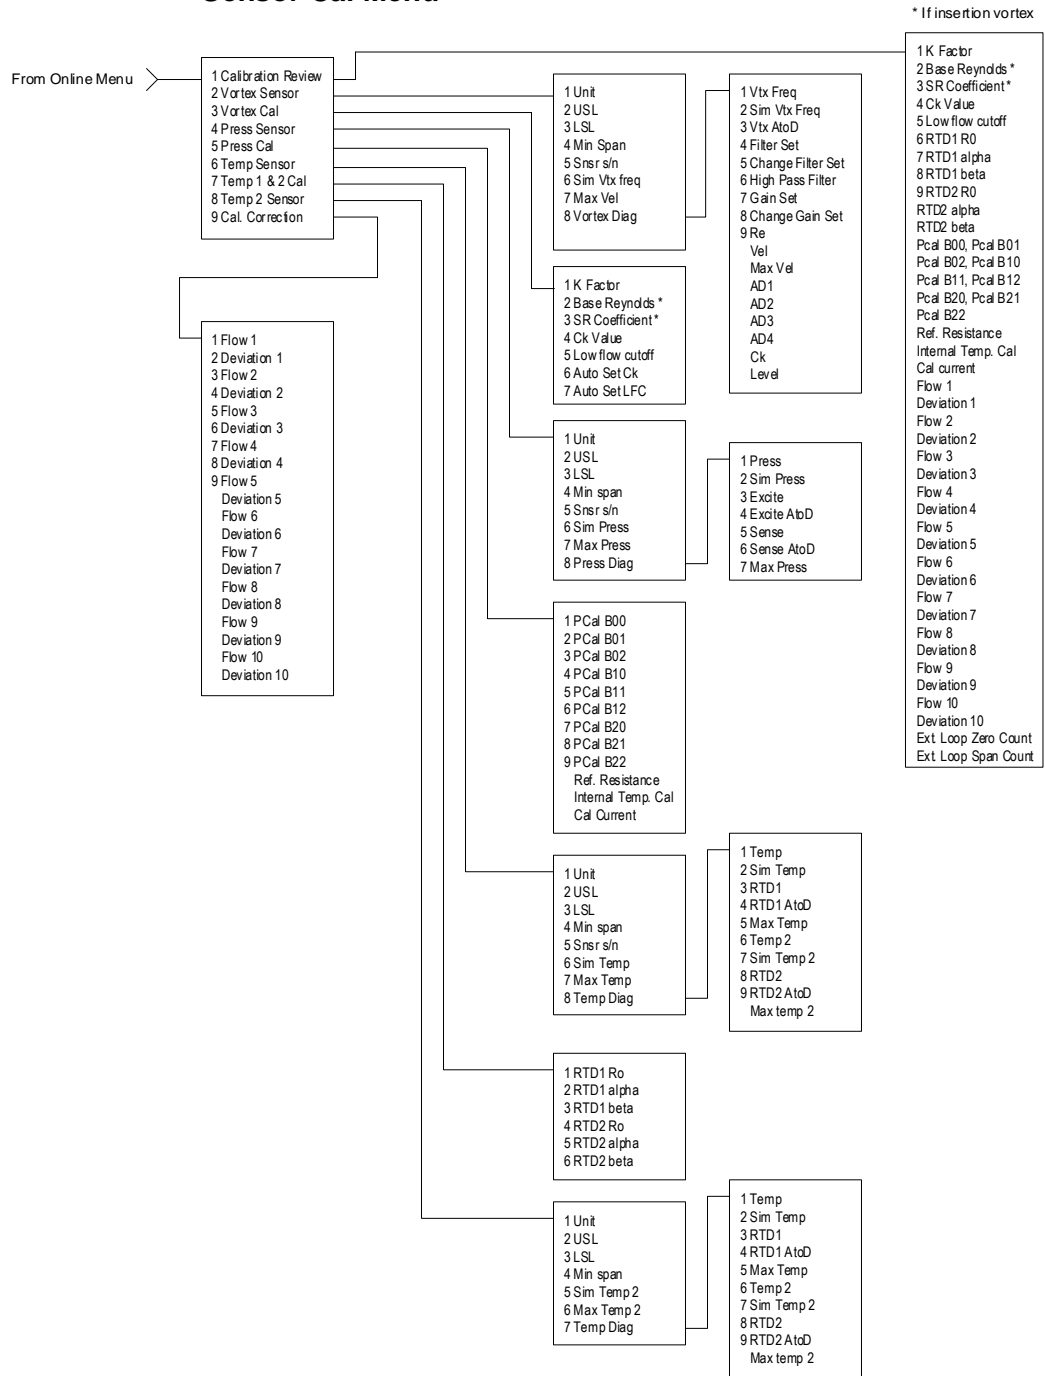 Sensor Cal Menu
* If insertion vortex
From Online Menu
1 Calibration Review
2 Vortex Sensor
3 Vortex Cal
4 Press Sensor
5 Press Cal
6 Temp Sensor
7 Temp 1 & 2 Cal
8 Temp 2 Sensor
9 Cal. Correction
1 Flow 1
2 Deviation 1
3 Flow 2
4 Deviation 2
5 Flow 3
6 Deviation 3
7 Flow 4
8 Deviation 4
9 Flow 5
Deviation 5
Flow 6
Deviation 6
Flow 7
Deviation 7
Flow 8
Deviation 8
Flow 9
Deviation 9
Flow 10
Deviation 10
1 Unit
2 USL
3 LSL
4 Min Span
5 Snsr s/n
6 Sim Vtx freq
7 Max Vel
8 Vortex Diag
1 Vtx Freq
2 Sim Vtx Freq
3 Vtx AtoD
4 Filter Set
5 Change Filter Set
6 High Pass Filter
7 Gain Set
8 Change Gain Set
9 Re
Vel
Max Vel
AD1
AD2
AD3
AD4
Ck
Level
1 K Factor
2 Base Reynolds *
3 SR Coefficient *
4 Ck Value
5 Low flow cutoff
6 Auto Set Ck
7 Auto Set LFC
1 Unit
2 USL
3 LSL
4 Min span
5 Snsr s/n
6 Sim Press
7 Max Press
8 Press Diag
1 Press
2 Sim Press
3 Excite
4 Excite AtoD
5 Sense
6 Sense AtoD
7 Max Press
1 PCal B00
2 PCal B01
3 PCal B02
4 PCal B10
5 PCal B11
6 PCal B12
7 PCal B20
8 PCal B21
9 PCal B22
Ref. Resistance
Internal Temp. Cal
Cal Current
1 Unit
2 USL
3 LSL
4 Min span
5 Snsr s/n
6 Sim Temp
7 Max Temp
8 Temp Diag
1 Temp
2 Sim Temp
3 RTD1
4 RTD1 AtoD
5 Max Temp
6 Temp 2
7 Sim Temp 2
8 RTD2
9 RTD2 AtoD
Max temp 2
1 RTD1 Ro
2 RTD1 alpha
3 RTD1 beta
4 RTD2 Ro
5 RTD2 alpha
6 RTD2 beta
1 Unit
2 USL
3 LSL
4 Min span
5 Sim Temp 2
6 Max Temp 2
7 Temp Diag
1 Temp
2 Sim Temp
3 RTD1
4 RTD1 AtoD
5 Max Temp
6 Temp 2
7 Sim Temp 2
8 RTD2
9 RTD2 AtoD
Max temp 2
1 K Factor
2 Base Reynolds *
3 SR Coefficient *
4 Ck Value
5 Low flow cutoff
6 RTD1 R0
7 RTD1 alpha
8 RTD1 beta
9 RTD2 R0
RTD2 alpha
RTD2 beta
Pcal B00, Pcal B01
Pcal B02, Pcal B10
Pcal B11, Pcal B12
Pcal B20, Pcal B21
Pcal B22
Ref. Resistance
Internal Temp. Cal
Cal current
Flow 1
Deviation 1
Flow 2
Deviation 2
Flow 3
Deviation 3
Flow 4
Deviation 4
Flow 5
Deviation 5
Flow 6
Deviation 6
Flow 7
Deviation 7
Flow 8
Deviation 8
Flow 9
Deviation 9
Flow 10
Deviation 10
Ext. Loop Zero Count
Ext. Loop Span Count